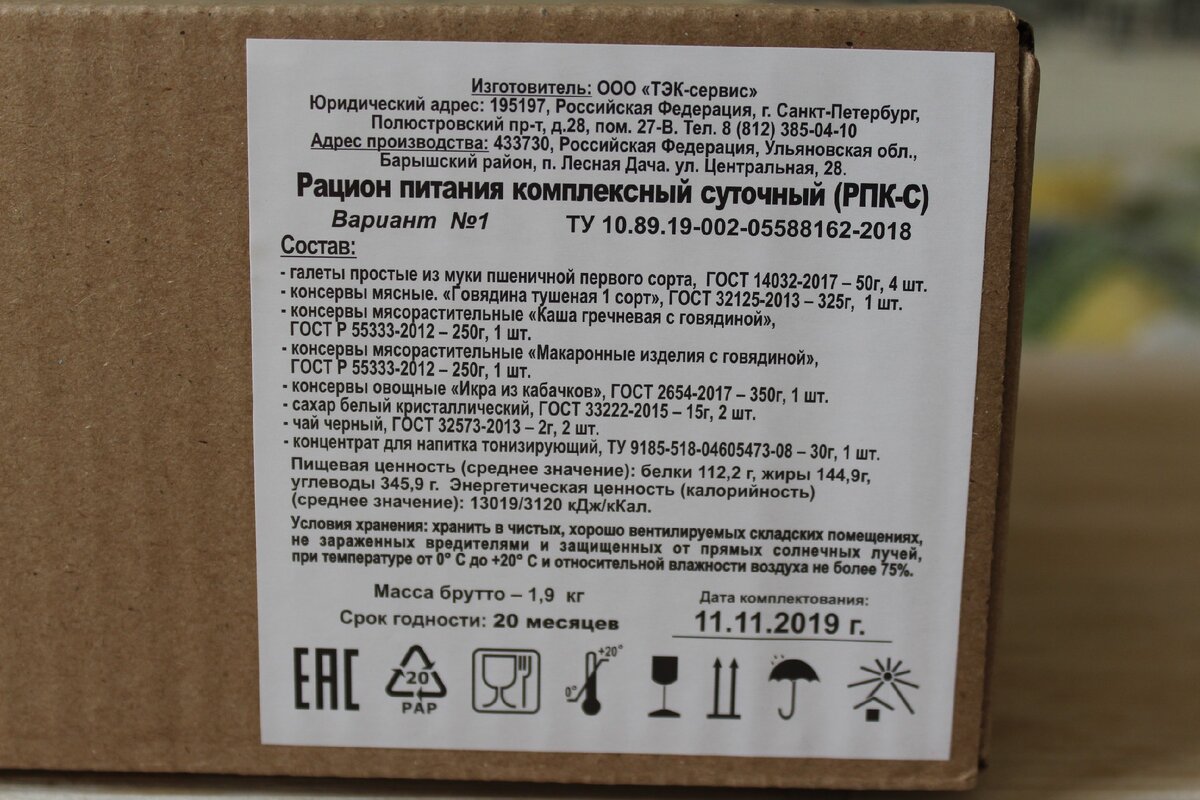 Изготовитель: ООО «ТЭК-сервис»
Юридический адрес: 195197, Российская Федерация, г. Санкт-Петербург,
Полюстровский пр-т, д.28, пом. 27-В. Тел. 8 (812) 385-04-10
Адрес производства: 433730, Российская Федерация, Ульяновская обл.,
Барышский район, п. Лесная Дача. ул. Центральная, 28.
Рацион питания комплексный суточный (РПК-С)
Вариант №1 ТУ 10.89.19-002-05588162-2018
Состав:
- галеты простые из муки пшеничной первого сорта, ГОСТ 14032-2017 – 50г, 4 шт.
- консервы мясные. «Говядина тушеная 1 сорт», ГОСТ 32125-2013 – 325г, 1 шт.
- консервы мясорастительные «Каша гречневая с говядиной»,
ГОСТ Р 55333-2012 – 250г, 1 шт.
- консервы мясорастительные «Макаронные изделия с говядиной»,
ГОСТ Р 55333-2012 – 250г, 1 шт.
- консервы овощные «Икра из кабачков», ГОСТ 2654-2017 – 350г, 1 шт.
- сахар белый кристаллический, ГОСТ 33222-2015 – 15г, 2 шт.
- чай черный, ГОСТ 32573-2013 – 2г, 2 шт.
- концентрат для напитка тонизирующий, ТУ 9185-518-04605473-08 – 30г, 1 шт.
Пищевая ценность (среднее значение): белки 112,2 г, жиры 144,9г,
углеводы 345,9 г. Энергетическая ценность (калорийность)
(среднее значение): 13019/3120 кДж/кКал.
Условия хранения: хранить в чистых, хорошо вентилируемых складских помещениях,
не зараженных вредителями и защищенных от прямых солнечных лучей,
при температуре от 0° С до +20° С и относительной влажности воздуха не более 75%.
Масса брутто – 1,9 кг
Срок годности: 20 месяцев
Дата комплектования:
11.11.2019 г.
EAC
20
PAP
+20°
0°